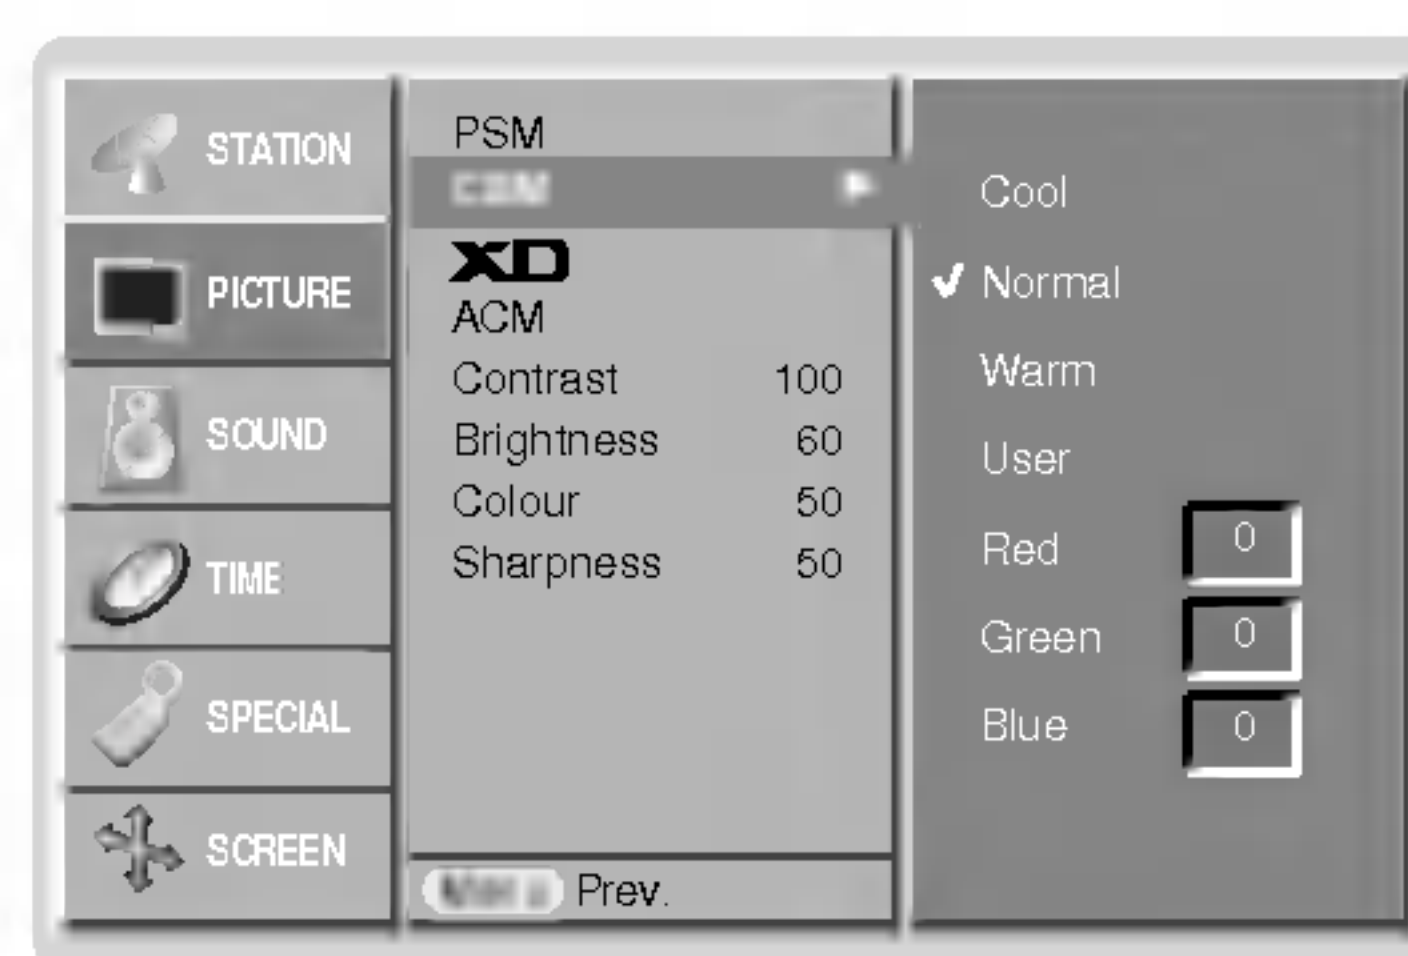 STATION
PICTURE
SOUND
TIME
SPECIAL
SCREEN
PSM
XD
ACM
Contrast 100
Brightness 60
Colour 50
Sharpness 50
Prev.
Cool
Normal
Warm
User
Red 0
Green 0
Blue 0